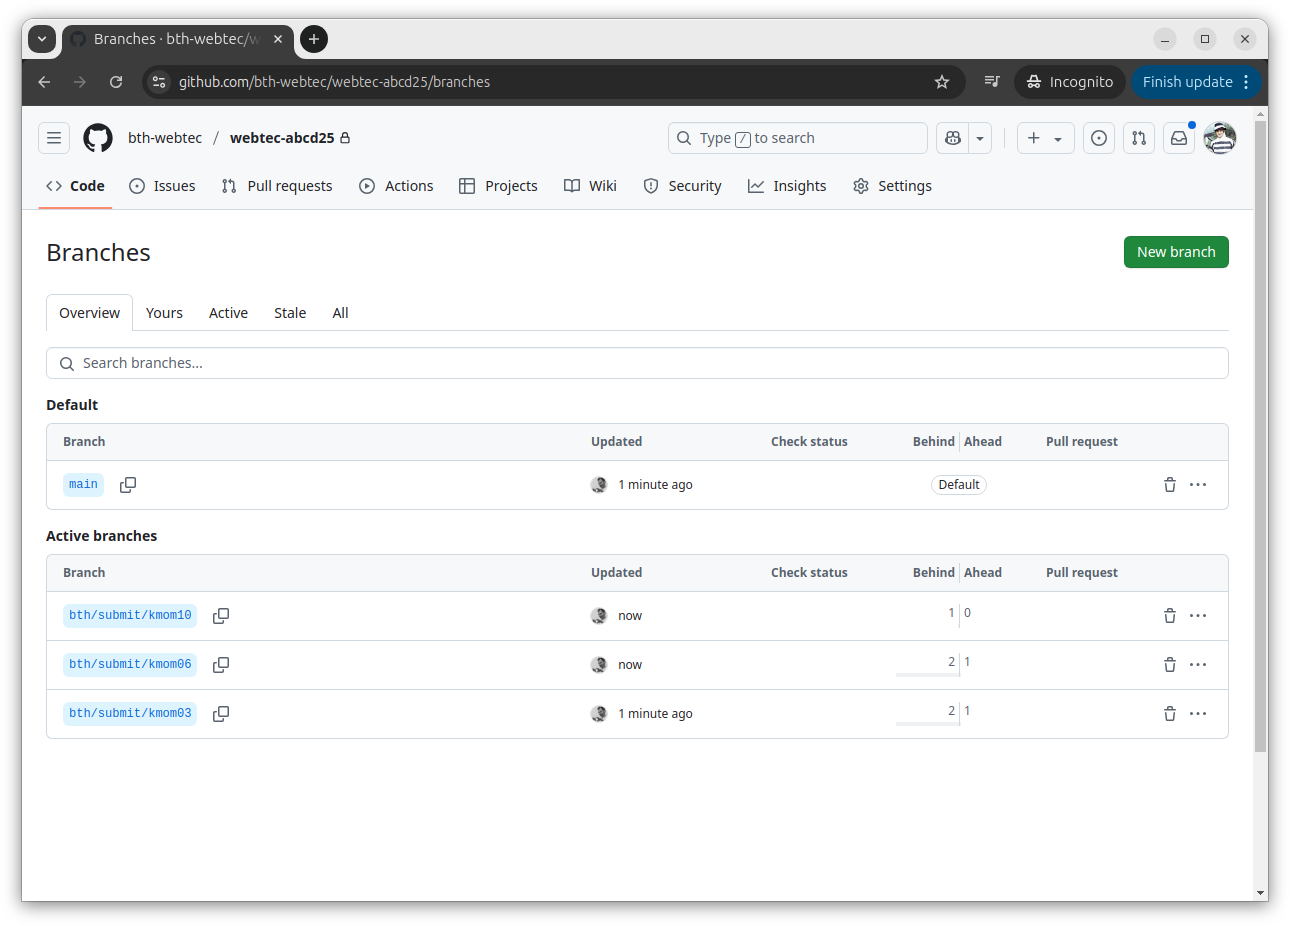 Branches · bth-webtec/w
github.com/bth-webtec/webtec-abcd25/branches
Incognito
Finish update
bth-webtec / webtec-abcd25
Type / to search
Code
Issues
Pull requests
Actions
Projects
Wiki
Security
Insights
Settings
Branches
New branch
Overview
Yours
Active
Stale
All
Search branches...
Default
Branch Updated Check status Behind Ahead Pull request
main 1 minute ago Default
Active branches
Branch Updated Check status Behind Ahead Pull request
bth/submit/kmom10 now 1 0
bth/submit/kmom06 now 2 1
bth/submit/kmom03 1 minute ago 2 1